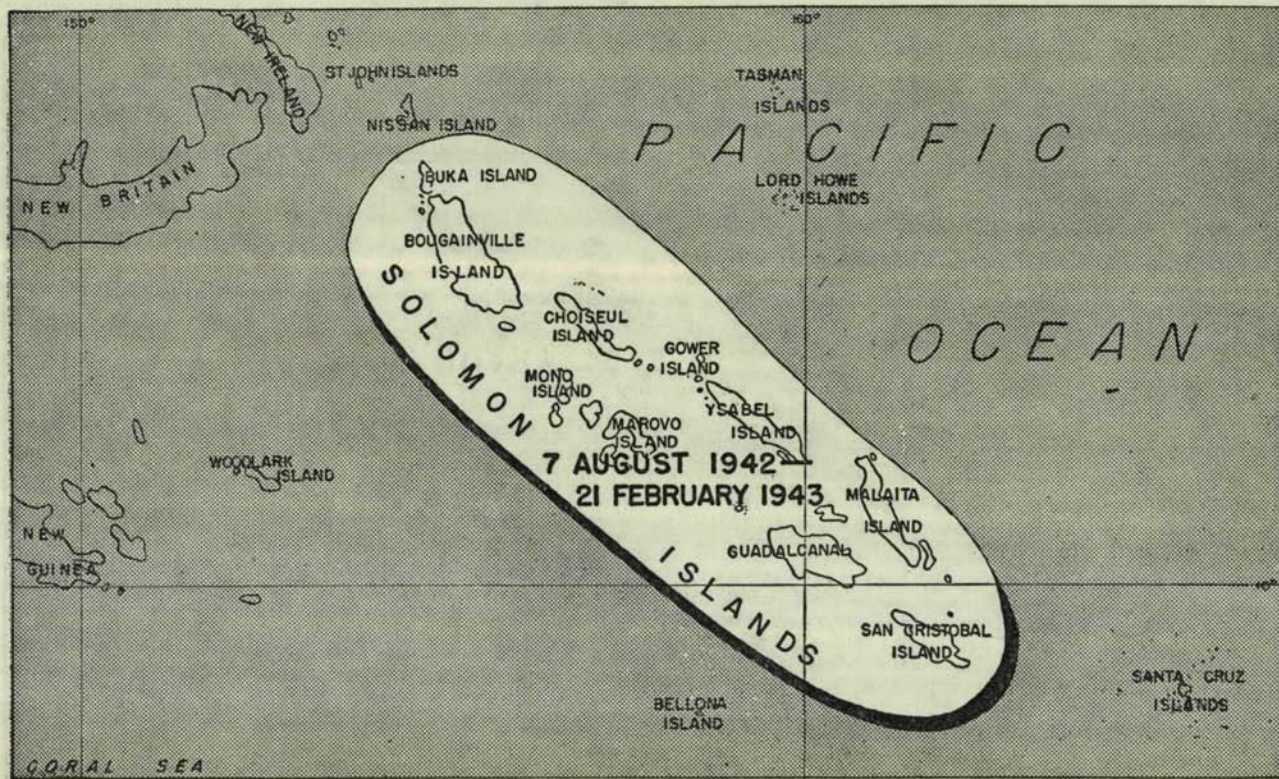 150°
160°
NEW IRELAND
ST JOHN ISLANDS
NISSAN ISLAND
TASMAN
ISLANDS
PACIFIC
NEW BRITAIN
BUKA ISLAND
LORD HOWE
ISLANDS
BOUGAINVILLE
ISLAND
SOLOMON
CHOISEUL
ISLAND
OCEAN
GOWER
ISLAND
MONO
ISLAND
YSABEL
ISLAND
MAROVO
ISLAND
7 AUGUST 1942—
21 FEBRUARY 1943
WOODLARK
ISLAND
MALAITA
ISLAND
NEW
GUINEA
GUADALCANAL
ISLANDS
10°
SAN CRISTOBAL
ISLAND
BELLONA
ISLAND
SANTA CRUZ
ISLANDS
CORAL SEA